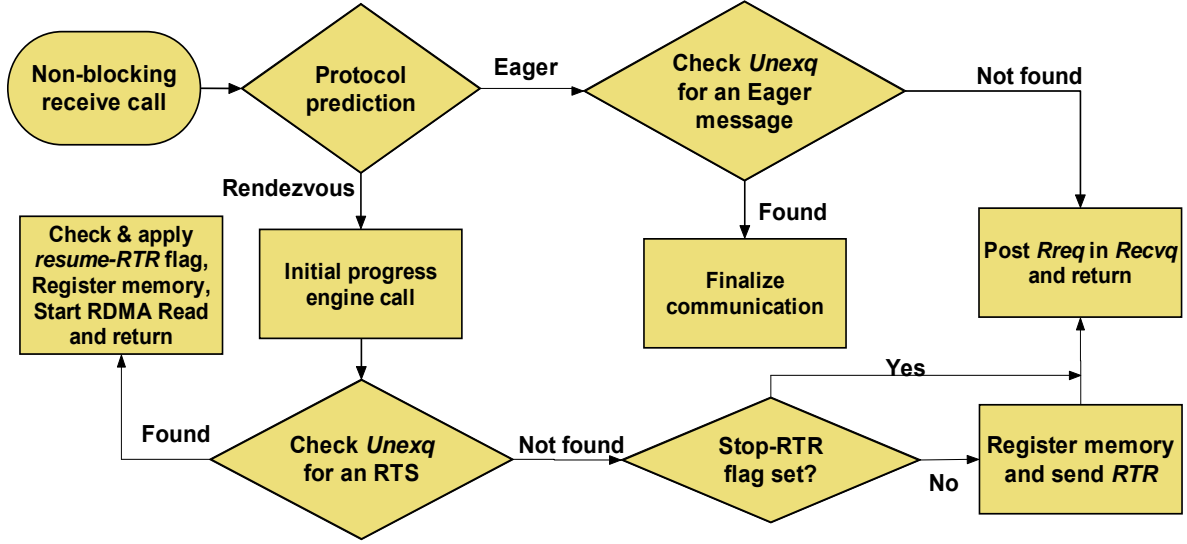 Non-blocking
receive call
Protocol
prediction
Eager
Check Unexq
for an Eager
message
Not found
Rendezvous
Found
Check & apply
resume-RTR flag,
Register memory,
Start RDMA Read
and return
Initial progress
engine call
Finalize
communication
Post Rreq in Recvq
and return
Yes
Found
Check Unexq
for an RTS
Not found
Stop-RTR
flag set?
No
Register memory
and send RTR